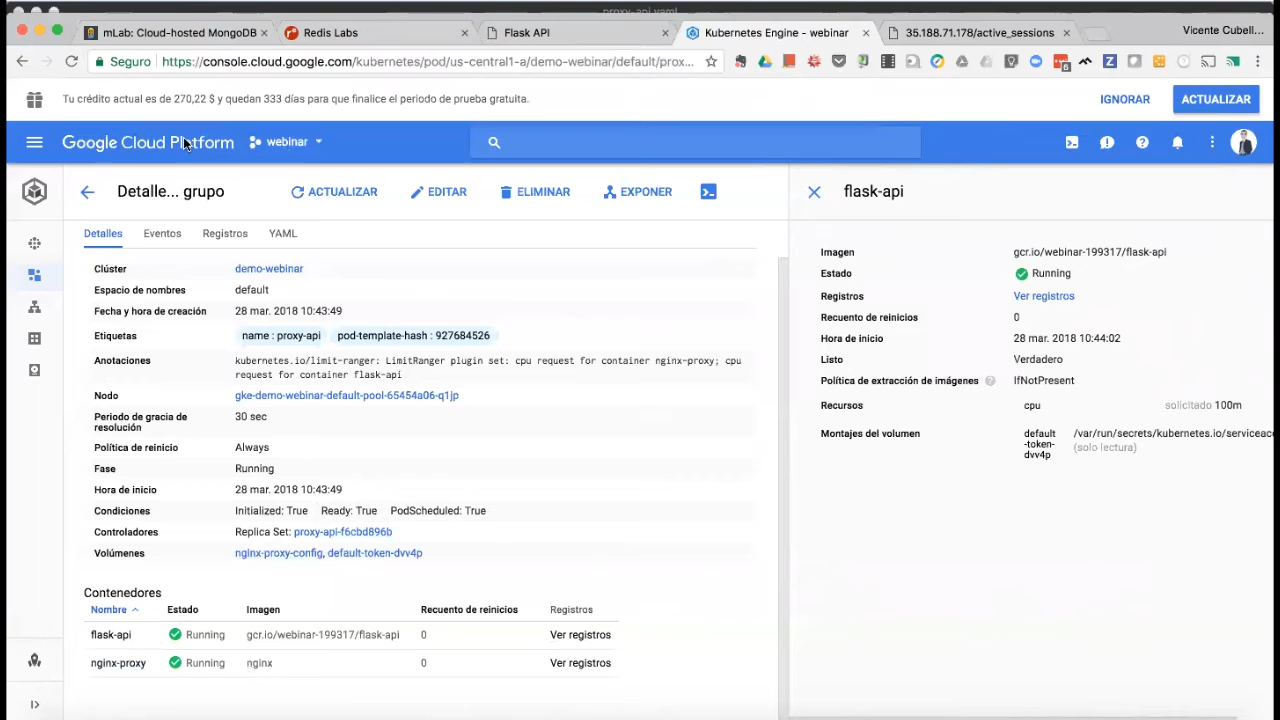 proxy-api.yaml
mLab: Cloud-hosted MongoDB
Redis Labs
Flask API
Kubernetes Engine - webinar
35.188.71.178/active_sessions
Vicente Cubell...
Seguro
https://console.cloud.google.com/kubernetes/pod/us-central1-a/demo-webinar/default/prox...
6
Tu crédito actual es de 270,22 $ y quedan 333 días para que finalice el periodo de prueba gratuita.
IGNORAR
ACTUALIZAR
Google Cloud Platform
webinar
Detalle... grupo
ACTUALIZAR
EDITAR
ELIMINAR
EXPONER
Detalles
Eventos
Registros
YAML
Clúster
demo-webinar
Espacio de nombres
default
Fecha y hora de creación
28 mar. 2018 10:43:49
Etiquetas
name : proxy-api
pod-template-hash : 927684526
Anotaciones
kubernetes.io/limit-ranger: LimitRanger plugin set: cpu request for container nginx-proxy; cpu
request for container flask-api
Nodo
gke-demo-webinar-default-pool-65454a06-q1jp
Periodo de gracia de
resolución
30 sec
Política de reinicio
Always
Fase
Running
Hora de inicio
28 mar. 2018 10:43:49
Condiciones
Initialized: True Ready: True PodScheduled: True
Controladores
Replica Set: proxy-api-f6cbd896b
Volúmenes
nginx-proxy-config, default-token-dvv4p
Contenedores
Nombre Estado Imagen Recuento de reinicios Registros
flask-api Running gcr.io/webinar-199317/flask-api 0 Ver registros
nginx-proxy Running nginx 0 Ver registros
flask-api
Imagen
gcr.io/webinar-199317/flask-api
Estado
Running
Registros
Ver registros
Recuento de reinicios
0
Hora de inicio
28 mar. 2018 10:44:02
Listo
Verdadero
Política de extracción de imágenes
IfNotPresent
Recursos
cpu
solicitado 100m
Montajes del volumen
default
-token-
dvv4p
/var/run/secrets/kubernetes.io/serviceacc
(solo lectura)